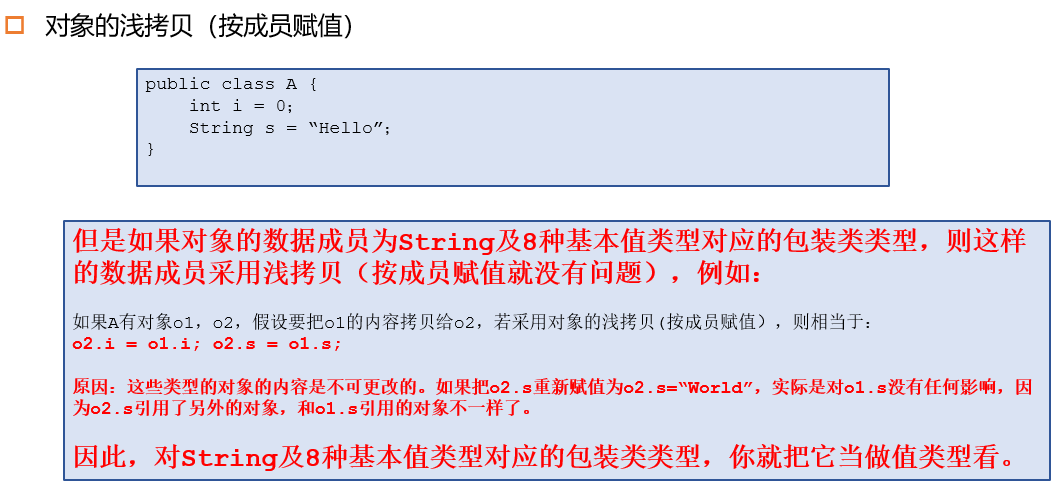 对象的浅拷贝（按成员赋值）
public class A {
    int i = 0;
    String s = “Hello”;
}
但是如果对象的数据成员为String及8种基本值类型对应的包装类类型，则这样
的数据成员采用浅拷贝（按成员赋值就没有问题），例如：
如果A有对象o1，o2，假设要把o1的内容拷贝给o2，若采用对象的浅拷贝(按成员赋值），则相当于：
o2.i = o1.i; o2.s = o1.s;
原因：这些类型的对象的内容是不可更改的。如果把o2.s重新赋值为o2.s=“World”，实际是对o1.s没有任何影响，因
为o2.s引用了另外的对象，和o1.s引用的对象不一样了。
因此，对String及8种基本值类型对应的包装类类型，你就把它当做值类型看。